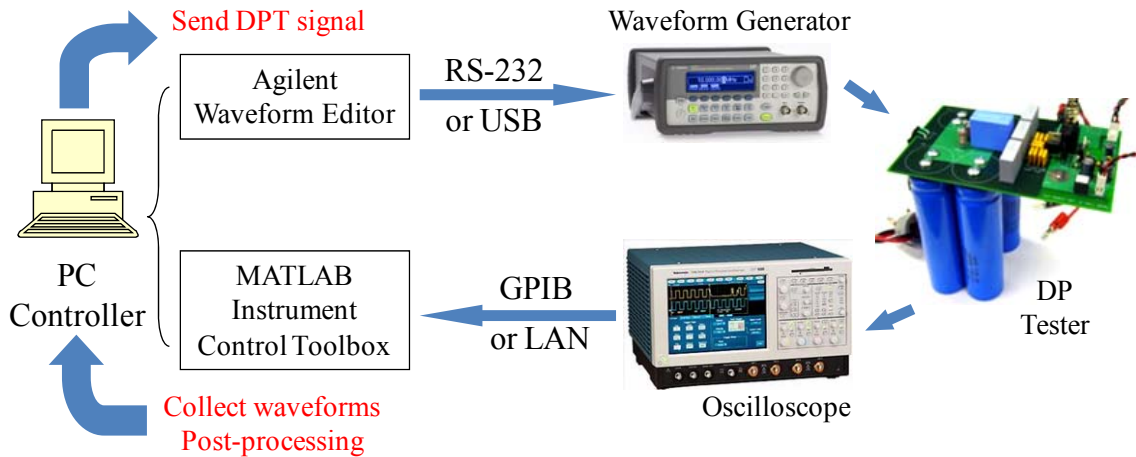 Send DPT signal
Waveform Generator
Agilent
Waveform Editor
RS-232
or USB
PC
Controller
MATLAB
Instrument
Control Toolbox
GPIB
or LAN
DP
Tester
Oscilloscope
Collect waveforms
Post-processing